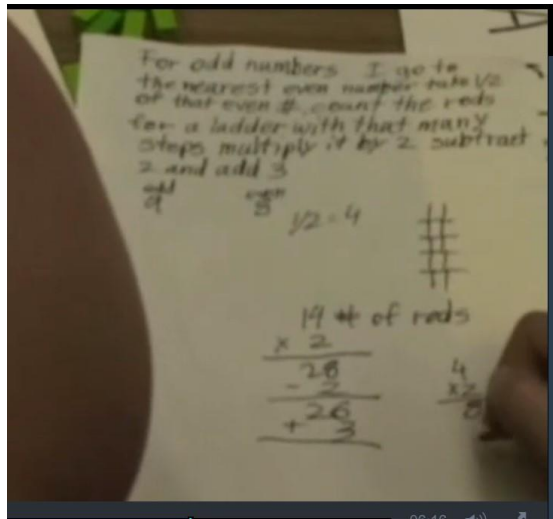 For odd numbers I go to
the nearest even number take 1/2
of that even #, count the rods
for a ladder with that many
steps multiply it by 2 subtract
2 and add 3
odd even
9 8
1/2 = 4
14 # of rods
x 2
28
- 2
26
+ 3
4
x2
8